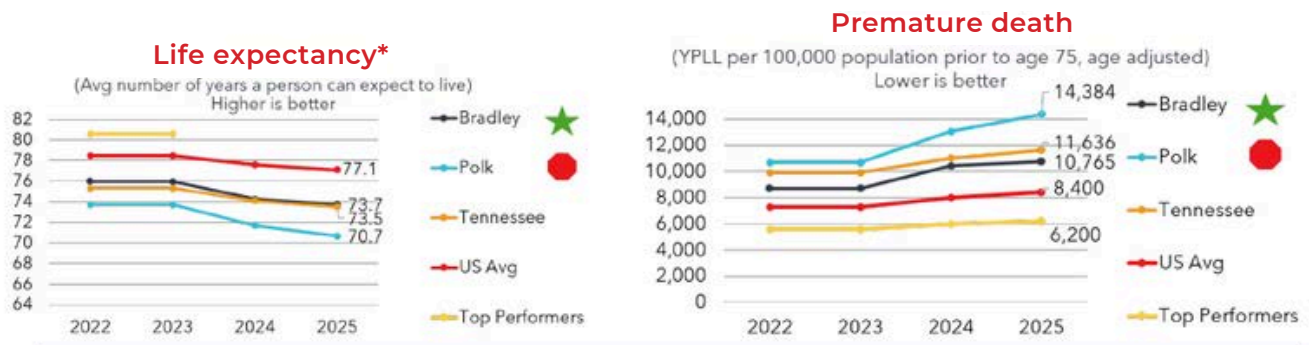 Life expectancy*
(Avg number of years a person can expect to live)
Higher is better
82
80
78
76
74
72
70
68
66
64
77.1
73.7
73.5
70.7
2022 2023 2024 2025
Bradley
Polk
Tennessee
US Avg
Top Performers
Premature death
(YPLL per 100,000 population prior to age 75, age adjusted)
Lower is better
14,000
12,000
10,000
8,000
6,000
4,000
2,000
0
14,384
11,636
10,765
8,400
6,200
2022 2023 2024 2025
Bradley
Polk
Tennessee
US Avg
Top Performers